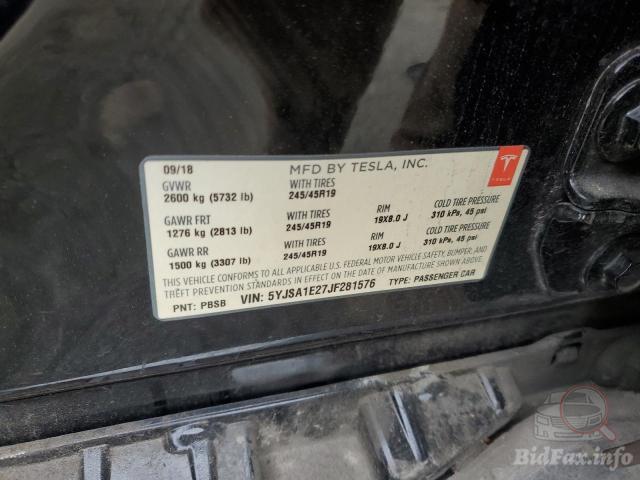 09/18 MFD BY TESLA, INC. TESLA
GVWR WITH TIRES
2600 kg (5732 lb) 245/45R19
GAWR FRT WITH TIRES RIM COLD TIRE PRESSURE
1276 kg (2813 lb) 245/45R19 19X8.0 J 310 kPa, 45 psi
GAWR RR WITH TIRES RIM COLD TIRE PRESSURE
1500 kg (3307 lb) 245/45R19 19X8.0 J 310 kPa, 45 psi
THIS VEHICLE CONFORMS TO ALL APPLICABLE U.S. FEDERAL MOTOR VEHICLE SAFETY, BUMPER, AND
THEFT PREVENTION STANDARDS IN EFFECT ON THE DATE OF MANUFACTURE SHOWN ABOVE.
PNT: PBSB VIN: 5YJSA1E27JF281576 TYPE: PASSENGER CAR
BidFax.info